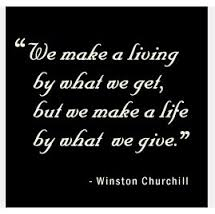 “We make a living
by what we get,
but we make a life
by what we give.”
- Winston Churchill